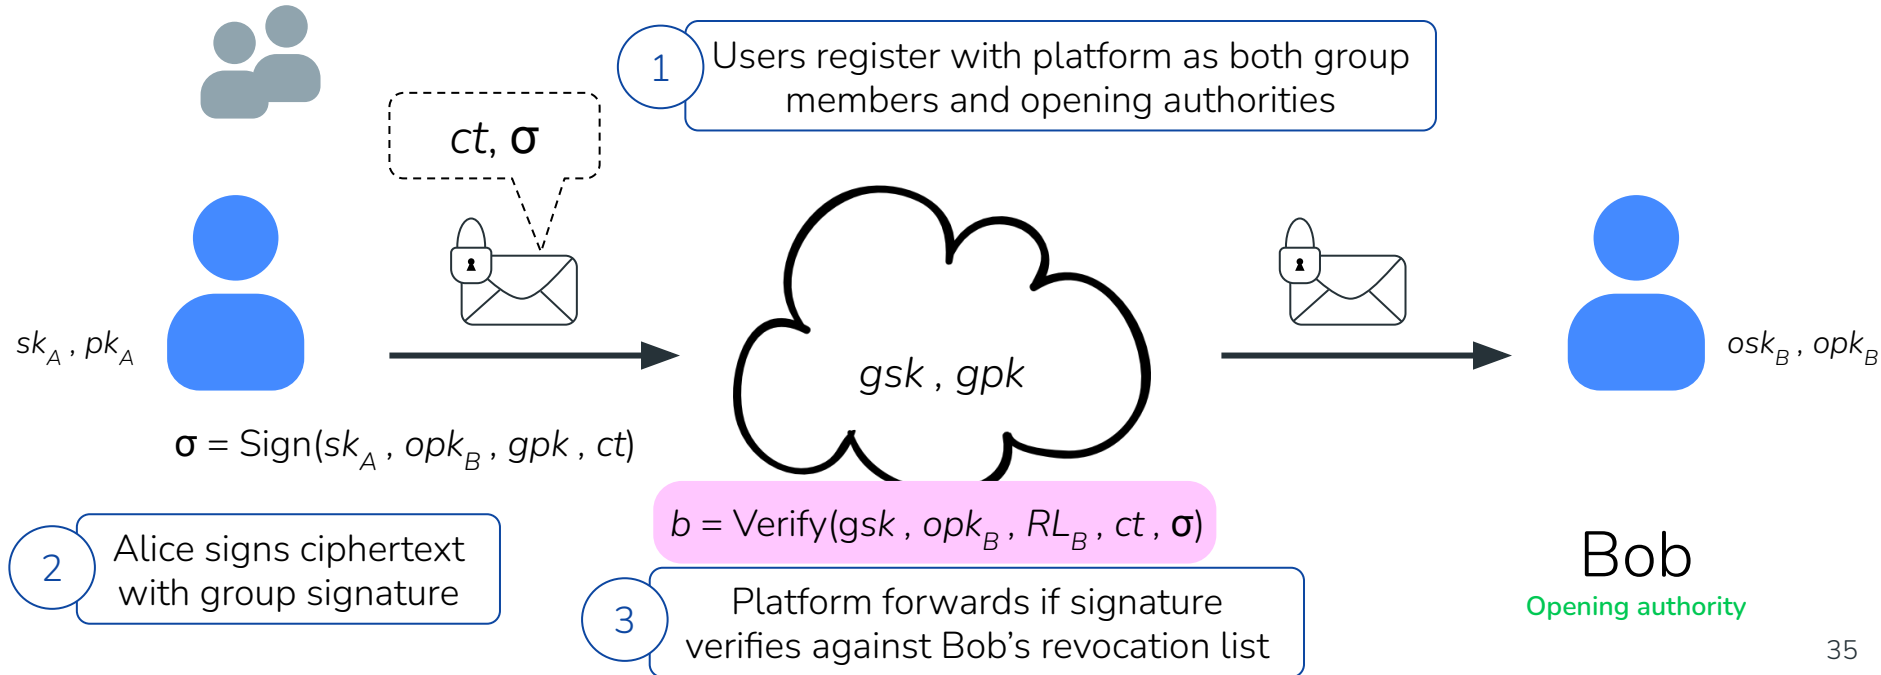 1
Users register with platform as both group
members and opening authorities
ct, σ
sk_A , pk_A
gsk , gpk
osk_B , opk_B
σ = Sign(sk_A , opk_B , gpk , ct)
b = Verify(gsk , opk_B , RL_B , ct , σ)
2
Alice signs ciphertext
with group signature
3
Platform forwards if signature
verifies against Bob’s revocation list
Bob
Opening authority
35